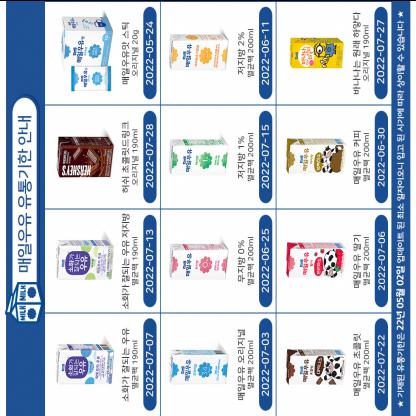 매일우유 유통기한 안내
소화가 잘되는 우유
멸균팩 190ml
2022-07-07
소화가 잘되는 우유 저지방
멸균팩 190ml
2022-07-13
허쉬 초콜릿드링크
오리지널 190ml
2022-07-28
매일우유맛 스틱
오리지널 20g
2022-05-24
매일우유 오리지널
멸균팩 200ml
2022-07-03
무지방 0%
멸균팩 200ml
2022-06-25
저지방 1%
멸균팩 200ml
2022-07-15
저지방 2%
멸균팩 200ml
2022-06-11
매일우유 초콜릿
멸균팩 200ml
2022-07-22
매일우유 딸기
멸균팩 200ml
2022-07-06
매일우유 커피
멸균팩 200ml
2022-06-30
바나나는 원래 하얗다
오리지널 190ml
2022-07-27
★ 기재된 유통기한은 22년 05월 02일 업데이트 된 최소 일자이오니 입고 된 시기에 따라 상이할 수 있습니다 ★